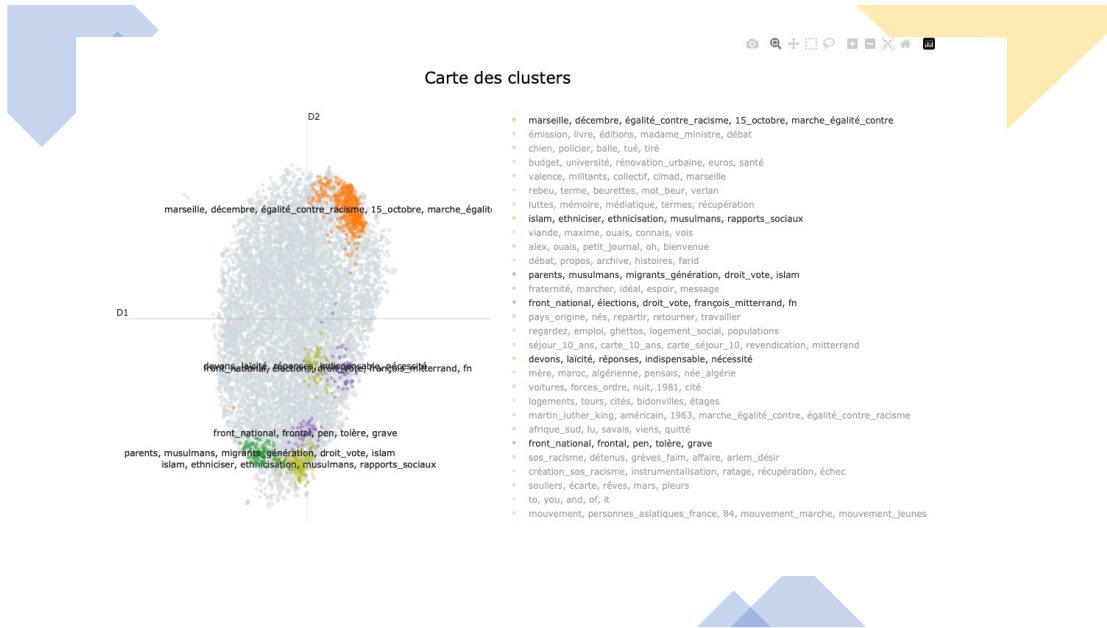 Carte des clusters
D2
D1
marseille, décembre, égalité_contre_racisme, 15_octobre, marche_égalit
devons, laïcité, réponses, indispensable, nécessité
front_national, élections, droit_vote, françois_mitterrand, fn
front_national, frontal, pen, tolère, grave
parents, musulmans, migrants_génération, droit_vote, islam
islam, ethniciser, ethnicisation, musulmans, rapports_sociaux
marseille, décembre, égalité_contre_racisme, 15_octobre, marche_égalité_contre
émission, livre, éditions, madame_ministre, débat
chien, policier, balle, tué, tiré
budget, université, rénovation_urbaine, euros, santé
valence, militants, collectif, cimad, marseille
rebeu, terme, beurettes, mot_beur, verlan
luttes, mémoire, médiatique, termes, récupération
islam, ethniciser, ethnicisation, musulmans, rapports_sociaux
viande, maxime, ouais, connais, vois
alex, ouais, petit_journal, oh, bienvenue
débat, propos, archive, histoires, farid
parents, musulmans, migrants_génération, droit_vote, islam
fraternité, marcher, idéal, espoir, message
front_national, élections, droit_vote, françois_mitterrand, fn
pays_origine, nés, repartir, retourner, travailler
regardez, emploi, ghettos, logement_social, populations
séjour_10_ans, carte_10_ans, carte_séjour_10, revendication, mitterrand
devons, laïcité, réponses, indispensable, nécessité
mère, maroc, algérienne, pensais, née_algérie
voitures, forces_ordre, nuit, 1981, cité
logements, tours, cités, bidonvilles, étages
martin_luther_king, américain, 1963, marche_égalité_contre, égalité_contre_racisme
afrique_sud, lu, savais, viens, quitté
front_national, frontal, pen, tolère, grave
sos_racisme, détenus, grèves_faim, affaire, arlem_désir
création_sos_racisme, instrumentalisation, ratage, récupération, échec
souliers, écarte, rêves, mars, pleurs
to, you, and, of, it
mouvement, personnes_asiatiques_france, 84, mouvement_marche, mouvement_jeunes